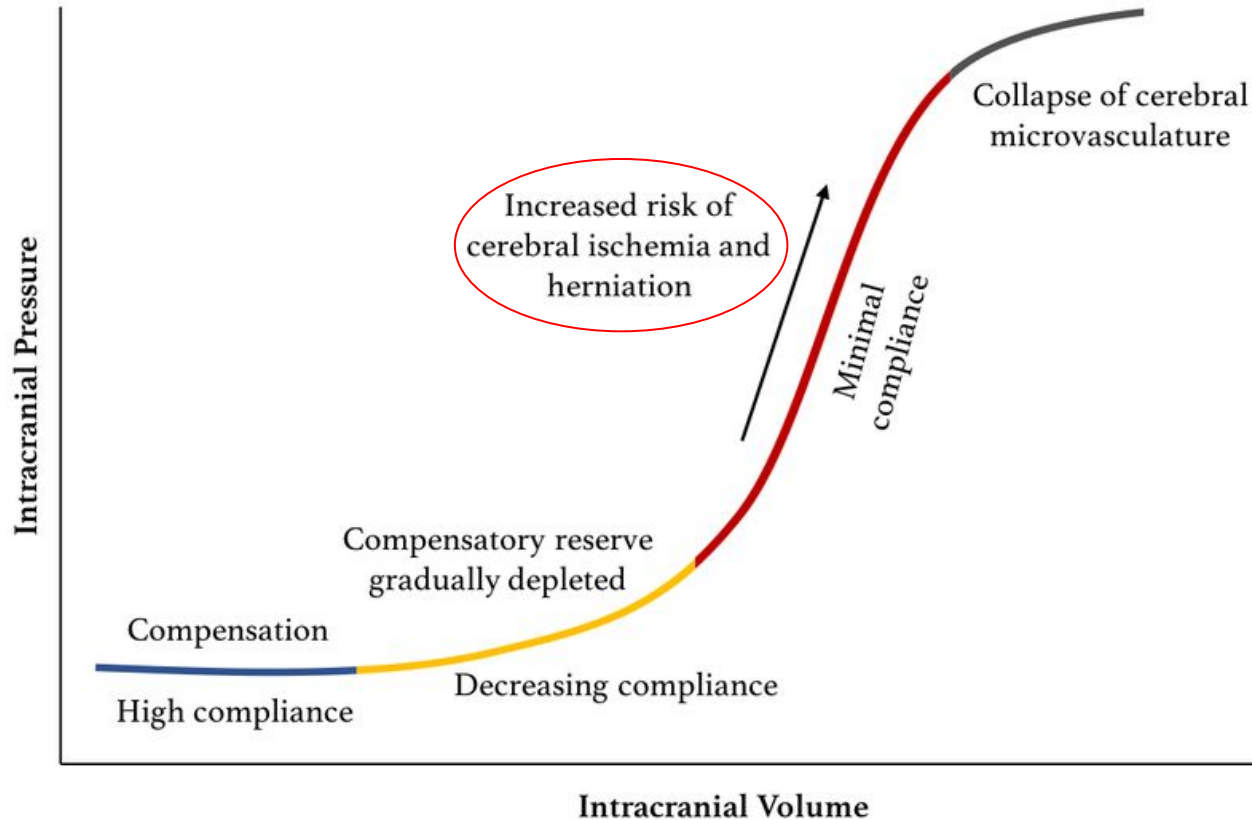 Collapse of cerebral
microvasculature
Increased risk of
cerebral ischemia and
herniation
Minimal
compliance
Intracranial Pressure
Compensatory reserve
gradually depleted
Compensation
Decreasing compliance
High compliance
Intracranial Volume